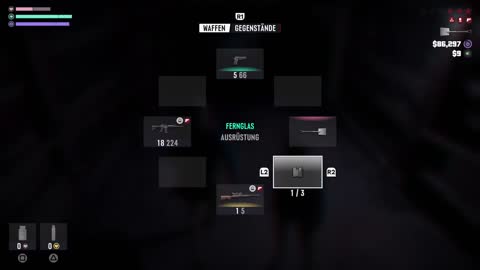 R1
WAFFEN GEGENSTÄNDE
$86,297
$9
5 66
18 224
FERNGLAS
AUSRÜSTUNG
L2 R2
1 / 3
1 5
0 0